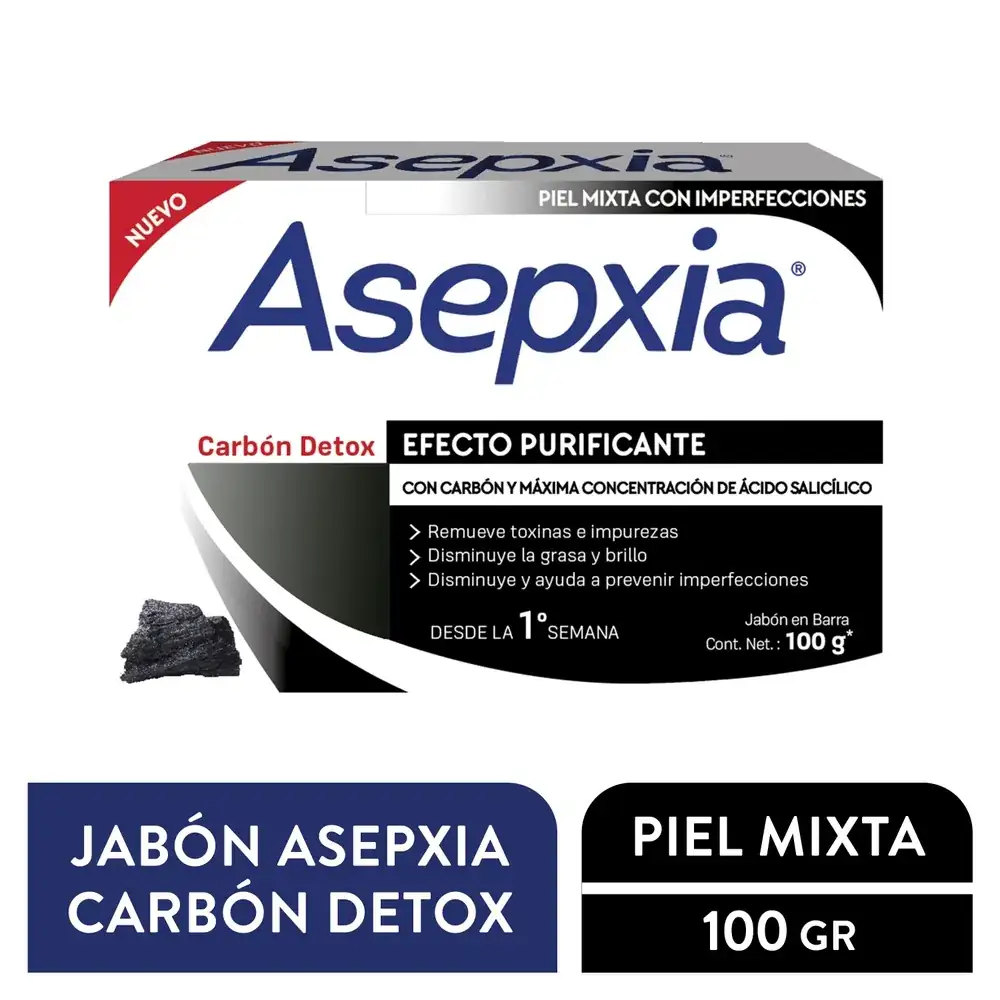 NUEVO Asepxia
PIEL MIXTA CON IMPERFECCIONES
NUEVO
Asepxia®
Carbón Detox EFECTO PURIFICANTE
CON CARBÓN Y MÁXIMA CONCENTRACIÓN DE ÁCIDO SALICÍLICO
> Remueve toxinas e impurezas
> Disminuye la grasa y brillo
> Disminuye y ayuda a prevenir imperfecciones
DESDE LA 1º SEMANA
Jabón en Barra
Cont. Net.: 100 g*
JABÓN ASEPXIA
CARBÓN DETOX
PIEL MIXTA
100 GR